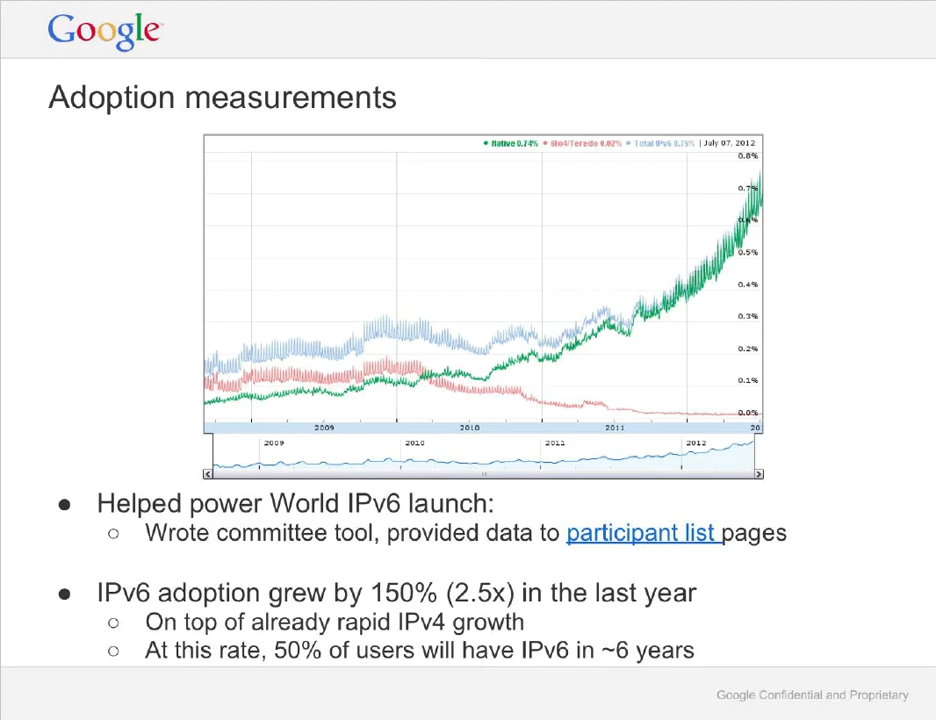 Google
Adoption measurements
Native 0.74% 6to4/Teredo 0.02% Total IPv6 0.76% | July 07, 2012
0.8%
0.7%
0.6%
0.5%
0.4%
0.3%
0.2%
0.1%
0.0%
2009 2010 2011 20
2009 2010 2011 2012
● Helped power World IPv6 launch:
○ Wrote committee tool, provided data to participant list pages
● IPv6 adoption grew by 150% (2.5x) in the last year
○ On top of already rapid IPv4 growth
○ At this rate, 50% of users will have IPv6 in ~6 years
Google Confidential and Proprietary